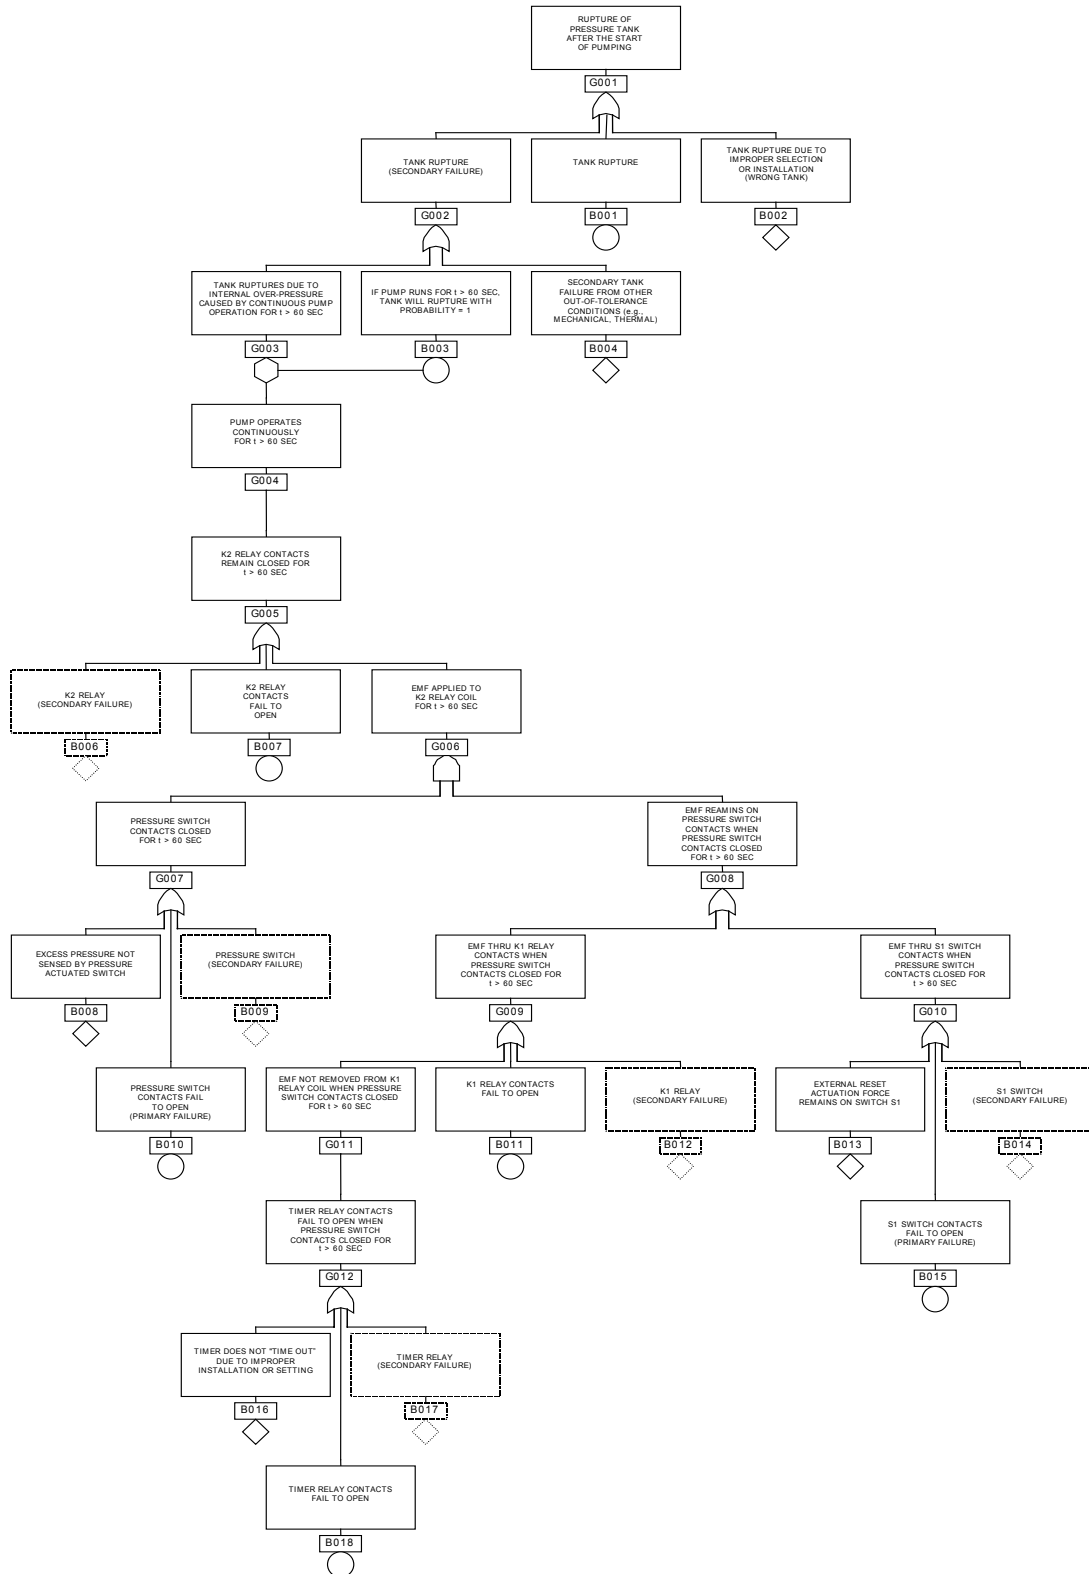 RUPTURE OF
PRESSURE TANK
AFTER THE START
OF PUMPING
G001
TANK RUPTURE
(SECONDARY FAILURE)
G002
TANK RUPTURE
B001
TANK RUPTURE DUE TO
IMPROPER SELECTION
OR INSTALLATION
(WRONG TANK)
B002
TANK RUPTURES DUE TO
INTERNAL OVER-PRESSURE
CAUSED BY CONTINUOUS PUMP
OPERATION FOR t > 60 SEC
G003
IF PUMP RUNS FOR t > 60 SEC,
TANK WILL RUPTURE WITH
PROBABILITY = 1
B003
SECONDARY TANK
FAILURE FROM OTHER
OUT-OF-TOLERANCE
CONDITIONS (e.g.,
MECHANICAL, THERMAL)
B004
PUMP OPERATES
CONTINUOUSLY
FOR t > 60 SEC
G004
K2 RELAY CONTACTS
REMAIN CLOSED FOR
t > 60 SEC
G005
K2 RELAY
(SECONDARY FAILURE)
B006
K2 RELAY
CONTACTS
FAIL TO
OPEN
B007
EMF APPLIED TO
K2 RELAY COIL
FOR t > 60 SEC
G006
PRESSURE SWITCH
CONTACTS CLOSED
FOR t > 60 SEC
G007
EMF REAMINS ON
PRESSURE SWITCH
CONTACTS WHEN
PRESSURE SWITCH
CONTACTS CLOSED
FOR t > 60 SEC
G008
EXCESS PRESSURE NOT
SENSED BY PRESSURE
ACTUATED SWITCH
B008
PRESSURE SWITCH
(SECONDARY FAILURE)
B009
EMF THRU K1 RELAY
CONTACTS WHEN
PRESSURE SWITCH
CONTACTS CLOSED FOR
t > 60 SEC
G009
EMF THRU S1 SWITCH
CONTACTS WHEN
PRESSURE SWITCH
CONTACTS CLOSED FOR
t > 60 SEC
G010
PRESSURE SWITCH
CONTACTS FAIL
TO OPEN
(PRIMARY FAILURE)
B010
EMF NOT REMOVED FROM K1
RELAY COIL WHEN PRESSURE
SWITCH CONTACTS CLOSED
FOR t > 60 SEC
G011
K1 RELAY CONTACTS
FAIL TO OPEN
B011
K1 RELAY
(SECONDARY FAILURE)
B012
EXTERNAL RESET
ACTUATION FORCE
REMAINS ON SWITCH S1
B013
S1 SWITCH
(SECONDARY FAILURE)
B014
TIMER RELAY CONTACTS
FAIL TO OPEN WHEN
PRESSURE SWITCH
CONTACTS CLOSED FOR
t > 60 SEC
G012
S1 SWITCH CONTACTS
FAIL TO OPEN
(PRIMARY FAILURE)
B015
TIMER DOES NOT "TIME OUT"
DUE TO IMPROPER
INSTALLATION OR SETTING
B016
TIMER RELAY
(SECONDARY FAILURE)
B017
TIMER RELAY CONTACTS
FAIL TO OPEN
B018